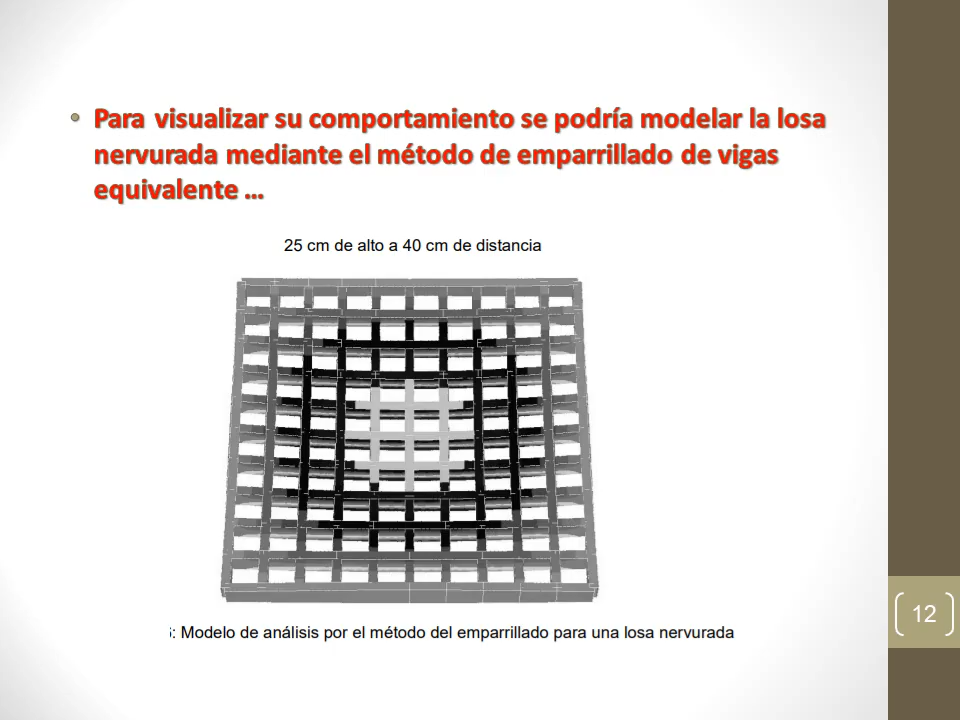 • Para visualizar su comportamiento se podría modelar la losa
nervurada mediante el método de emparrillado de vigas
equivalente ...
25 cm de alto a 40 cm de distancia
: Modelo de análisis por el método del emparrillado para una losa nervurada
12